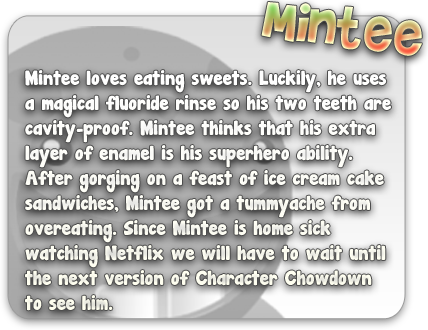 Mintee
Mintee loves eating sweets. Luckily, he uses
a magical fluoride rinse so his two teeth are
cavity-proof. Mintee thinks that his extra
layer of enamel is his superhero ability.
After gorging on a feast of ice cream cake
sandwiches, Mintee got a tummyache from
overeating. Since Mintee is home sick
watching Netflix we will have to wait until
the next version of Character Chowdown
to see him.